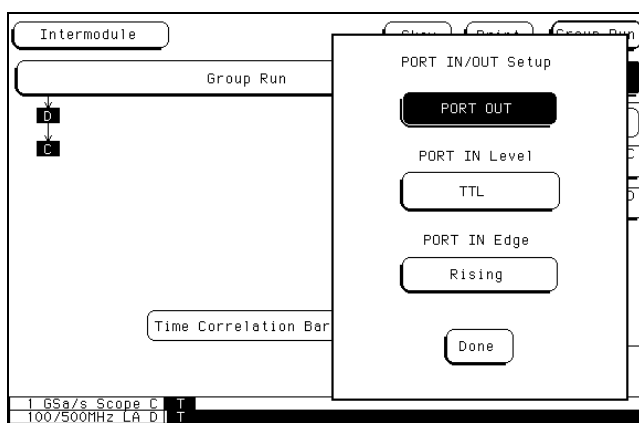 Intermodule
Group Run
D
C
Time Correlation Bar
PORT IN/OUT Setup
PORT OUT
PORT IN Level
TTL
PORT IN Edge
Rising
Done
1 GSa/s Scope C T
100/500MHz LA D T